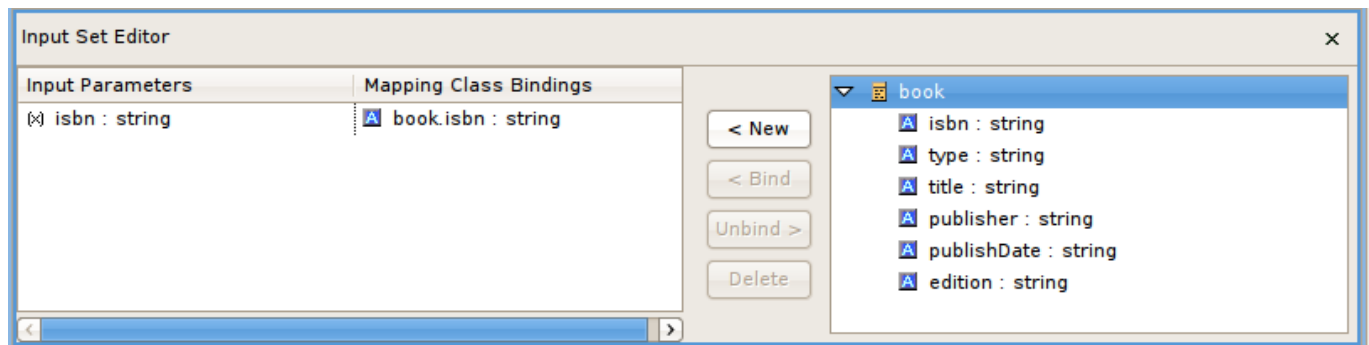 Input Set Editor
Input Parameters
Mapping Class Bindings
isbn : string
book.isbn : string
< New
< Bind
Unbind >
Delete
book
isbn : string
type : string
title : string
publisher : string
publishDate : string
edition : string